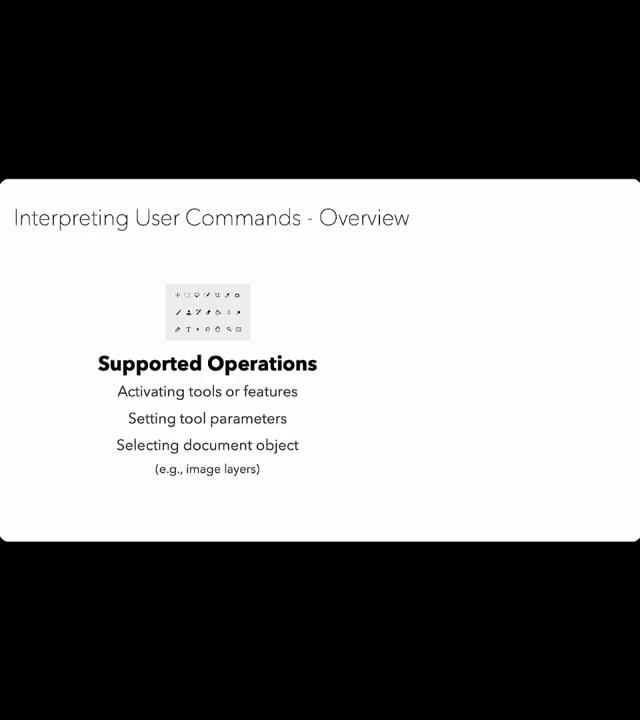 Interpreting User Commands - Overview
Supported Operations
Activating tools or features
Setting tool parameters
Selecting document object
(e.g., image layers)